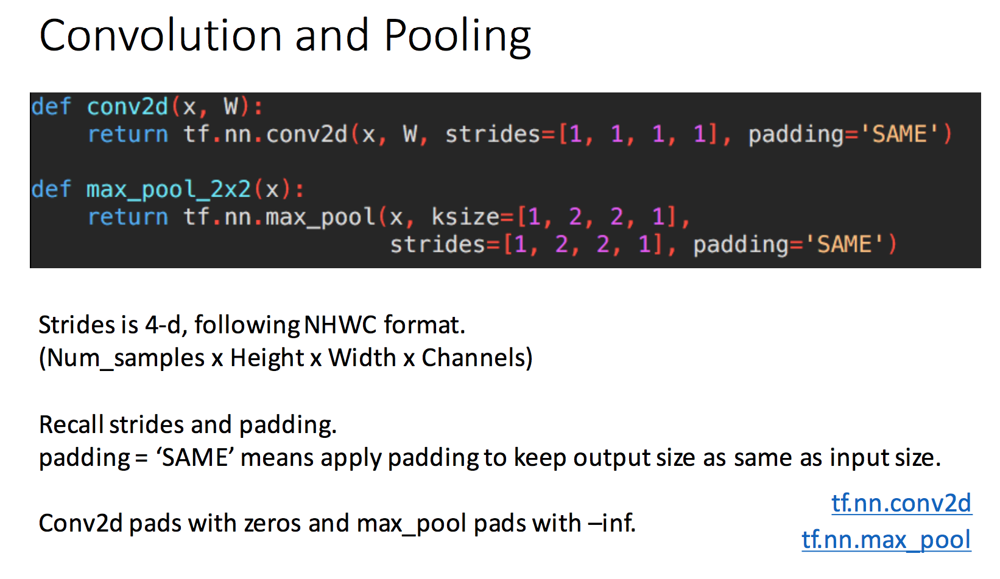 Convolution and Pooling
def conv2d(x, W):
    return tf.nn.conv2d(x, W, strides=[1, 1, 1, 1], padding='SAME')
def max_pool_2x2(x):
    return tf.nn.max_pool(x, ksize=[1, 2, 2, 1],
                          strides=[1, 2, 2, 1], padding='SAME')
Strides is 4-d, following NHWC format.
(Num_samples x Height x Width x Channels)
Recall strides and padding.
padding = ‘SAME’ means apply padding to keep output size as same as input size.
Conv2d pads with zeros and max_pool pads with –inf.
tf.nn.conv2d
tf.nn.max_pool